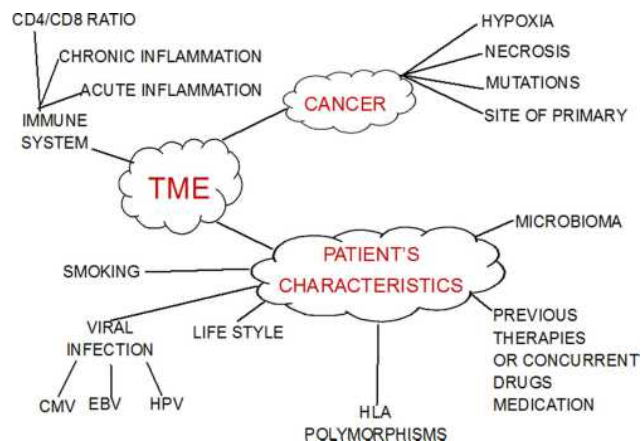 CD4/CD8 RATIO
CHRONIC INFLAMMATION
ACUTE INFLAMMATION
IMMUNE
SYSTEM
HYPOXIA
NECROSIS
MUTATIONS
SITE OF PRIMARY
CANCER
TME
PATIENT'S
CHARACTERISTICS
MICROBIOMA
SMOKING
VIRAL
INFECTION
LIFE STYLE
CMV
EBV
HPV
HLA
POLYMORPHISMS
PREVIOUS
THERAPIES
OR CONCURRENT
DRUGS
MEDICATION